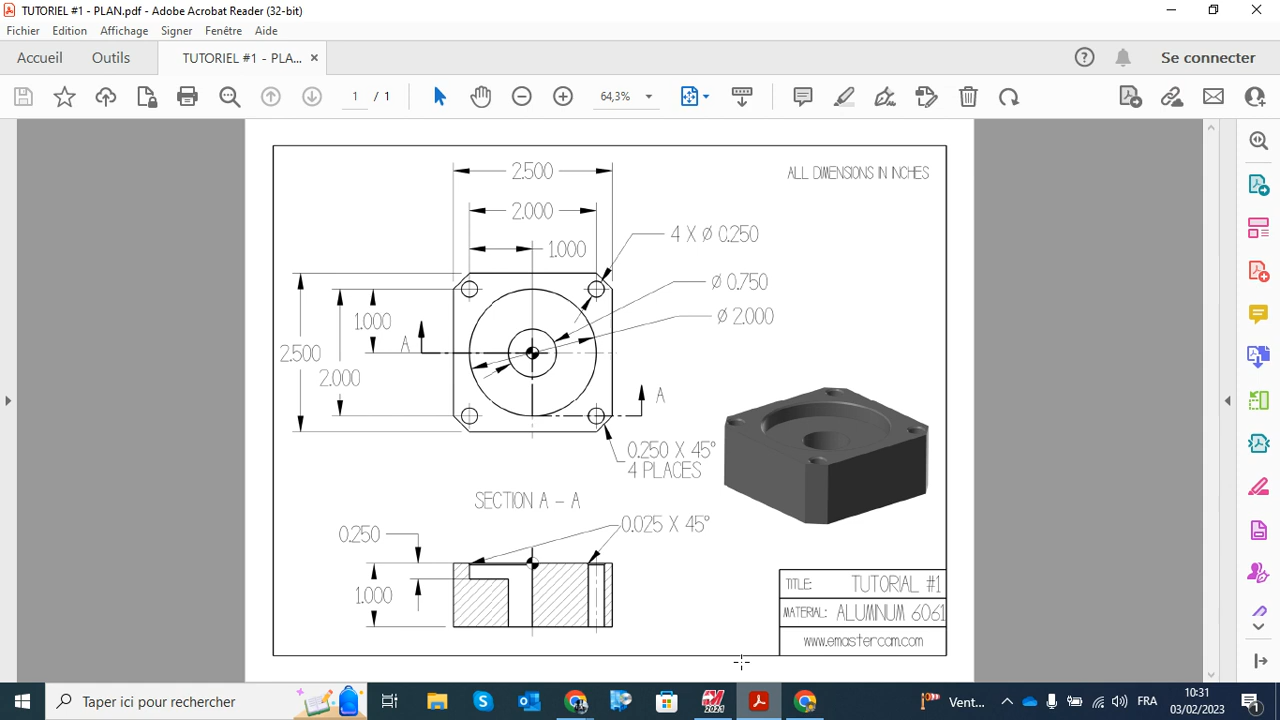 TUTORIEL #1 - PLAN.pdf - Adobe Acrobat Reader (32-bit)
Fichier Edition Affichage Signer Fenêtre Aide
Accueil Outils TUTORIEL #1 - PLA... × Se connecter
1 / 1 64,3%
2.500
ALL DIMENSIONS IN INCHES
2.000
1.000
4 X Ø 0.250
Ø 0.750
Ø 2.000
1.000
A
2.500
2.000
A
0.250 X 45°
4 PLACES
SECTION A - A
0.025 X 45°
0.250
1.000
TITLE: TUTORIAL #1
MATERIAL: ALUMINUM 6061
www.emastercam.com
Taper ici pour rechercher
2021
Vent...
FRA
10:31
03/02/2023
1